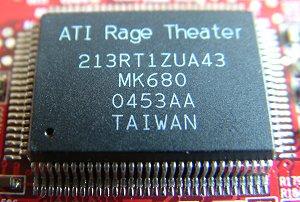 ATI Rage Theater
213RT1ZUA43
MK680
0453AA
TAIWAN